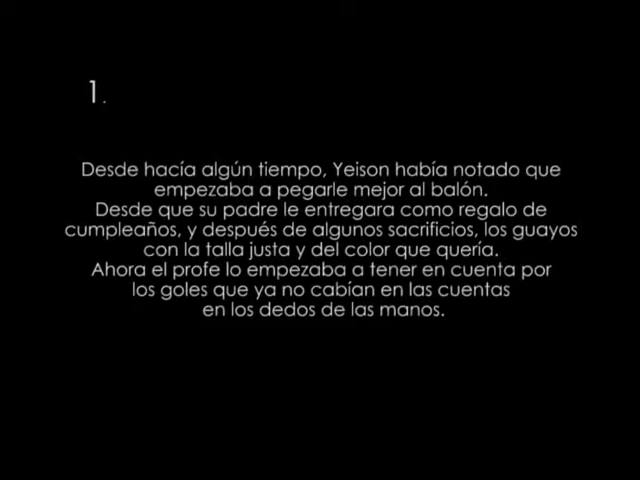 1.
Desde hacía algún tiempo, Yeison había notado que
empezaba a pegarle mejor al balón.
Desde que su padre le entregara como regalo de
cumpleaños, y después de algunos sacrificios, los guayos
con la talla justa y del color que quería.
Ahora el profe lo empezaba a tener en cuenta por
los goles que ya no cabían en las cuentas
en los dedos de las manos.